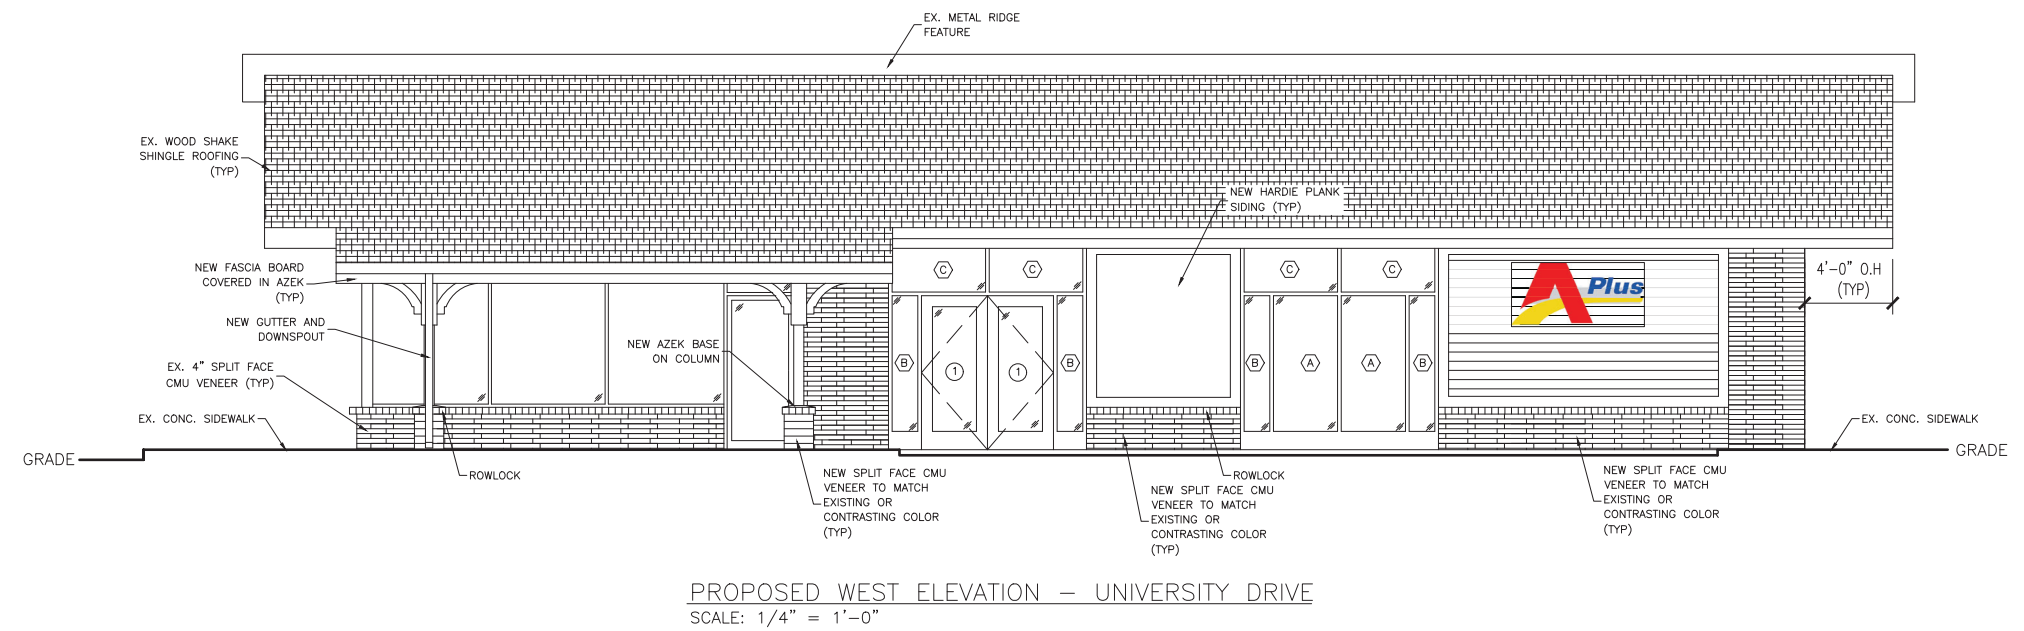 EX. METAL RIDGE
FEATURE
EX. WOOD SHAKE
SHINGLE ROOFING
(TYP)
NEW HARDIE PLANK
SIDING (TYP)
NEW FASCIA BOARD
COVERED IN AZEK
(TYP)
C
C
C
C
A Plus
4'-0" O.H
(TYP)
NEW GUTTER AND
DOWNSPOUT
NEW AZEK BASE
ON COLUMN
EX. 4" SPLIT FACE
CMU VENEER (TYP)
B
1
1
B
B
A
A
B
EX. CONC. SIDEWALK
EX. CONC. SIDEWALK
GRADE
GRADE
ROWLOCK
NEW SPLIT FACE CMU
VENEER TO MATCH
EXISTING OR
CONTRASTING COLOR
(TYP)
ROWLOCK
NEW SPLIT FACE CMU
VENEER TO MATCH
EXISTING OR
CONTRASTING COLOR
(TYP)
NEW SPLIT FACE CMU
VENEER TO MATCH
EXISTING OR
CONTRASTING COLOR
(TYP)
PROPOSED WEST ELEVATION – UNIVERSITY DRIVE
SCALE: 1/4" = 1'-0"